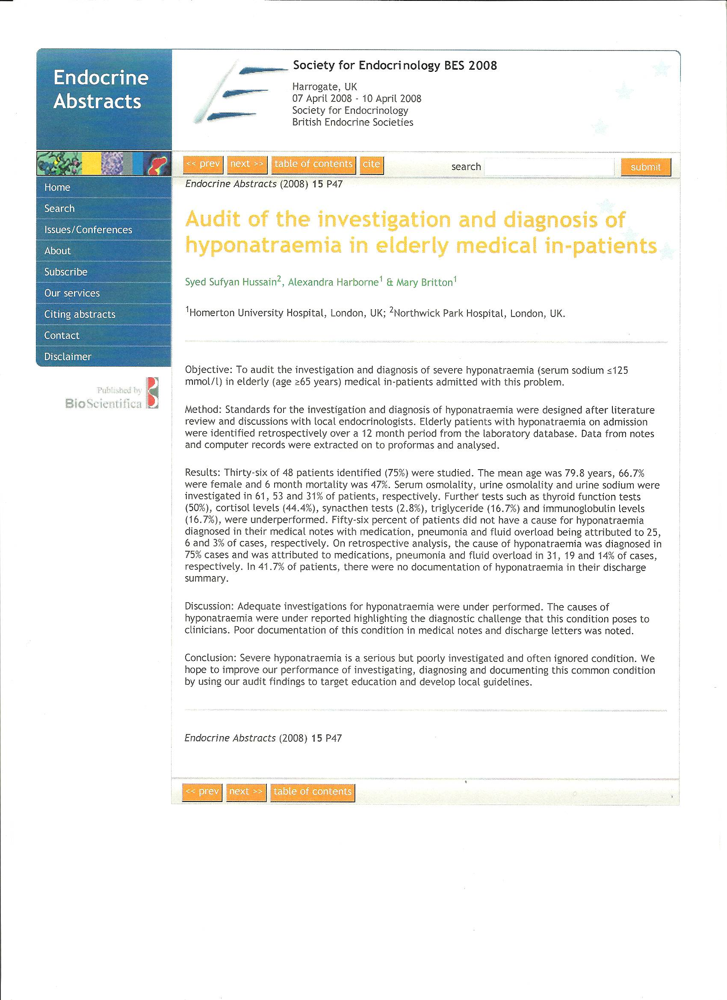 Endocrine
Abstracts
Society for Endocrinology BES 2008
Harrogate, UK
07 April 2008 - 10 April 2008
Society for Endocrinology
British Endocrine Societies
<< prev next >> table of contents cite search submit
Home
Search
Issues/Conferences
About
Subscribe
Our services
Citing abstracts
Contact
Disclaimer
Published by
BioScientifica
Endocrine Abstracts (2008) 15 P47
Audit of the investigation and diagnosis of
hyponatraemia in elderly medical in-patients
Syed Sufyan Hussain², Alexandra Harborne¹ & Mary Britton¹
¹Homerton University Hospital, London, UK; ²Northwick Park Hospital, London, UK.
Objective: To audit the investigation and diagnosis of severe hyponatraemia (serum sodium ≤125
mmol/l) in elderly (age ≥65 years) medical in-patients admitted with this problem.
Method: Standards for the investigation and diagnosis of hyponatraemia were designed after literature
review and discussions with local endocrinologists. Elderly patients with hyponatraemia on admission
were identified retrospectively over a 12 month period from the laboratory database. Data from notes
and computer records were extracted on to proformas and analysed.
Results: Thirty-six of 48 patients identified (75%) were studied. The mean age was 79.8 years, 66.7%
were female and 6 month mortality was 47%. Serum osmolality, urine osmolality and urine sodium were
investigated in 61, 53 and 31% of patients, respectively. Further tests such as thyroid function tests
(50%), cortisol levels (44.4%), synacthen tests (2.8%), triglyceride (16.7%) and immunoglobulin levels
(16.7%), were underperformed. Fifty-six percent of patients did not have a cause for hyponatraemia
diagnosed in their medical notes with medication, pneumonia and fluid overload being attributed to 25,
6 and 3% of cases, respectively. On retrospective analysis, the cause of hyponatraemia was diagnosed in
75% cases and was attributed to medications, pneumonia and fluid overload in 31, 19 and 14% of cases,
respectively. In 41.7% of patients, there were no documentation of hyponatraemia in their discharge
summary.
Discussion: Adequate investigations for hyponatraemia were under performed. The causes of
hyponatraemia were under reported highlighting the diagnostic challenge that this condition poses to
clinicians. Poor documentation of this condition in medical notes and discharge letters was noted.
Conclusion: Severe hyponatraemia is a serious but poorly investigated and often ignored condition. We
hope to improve our performance of investigating, diagnosing and documenting this common condition
by using our audit findings to target education and develop local guidelines.
Endocrine Abstracts (2008) 15 P47
<< prev next >> table of contents